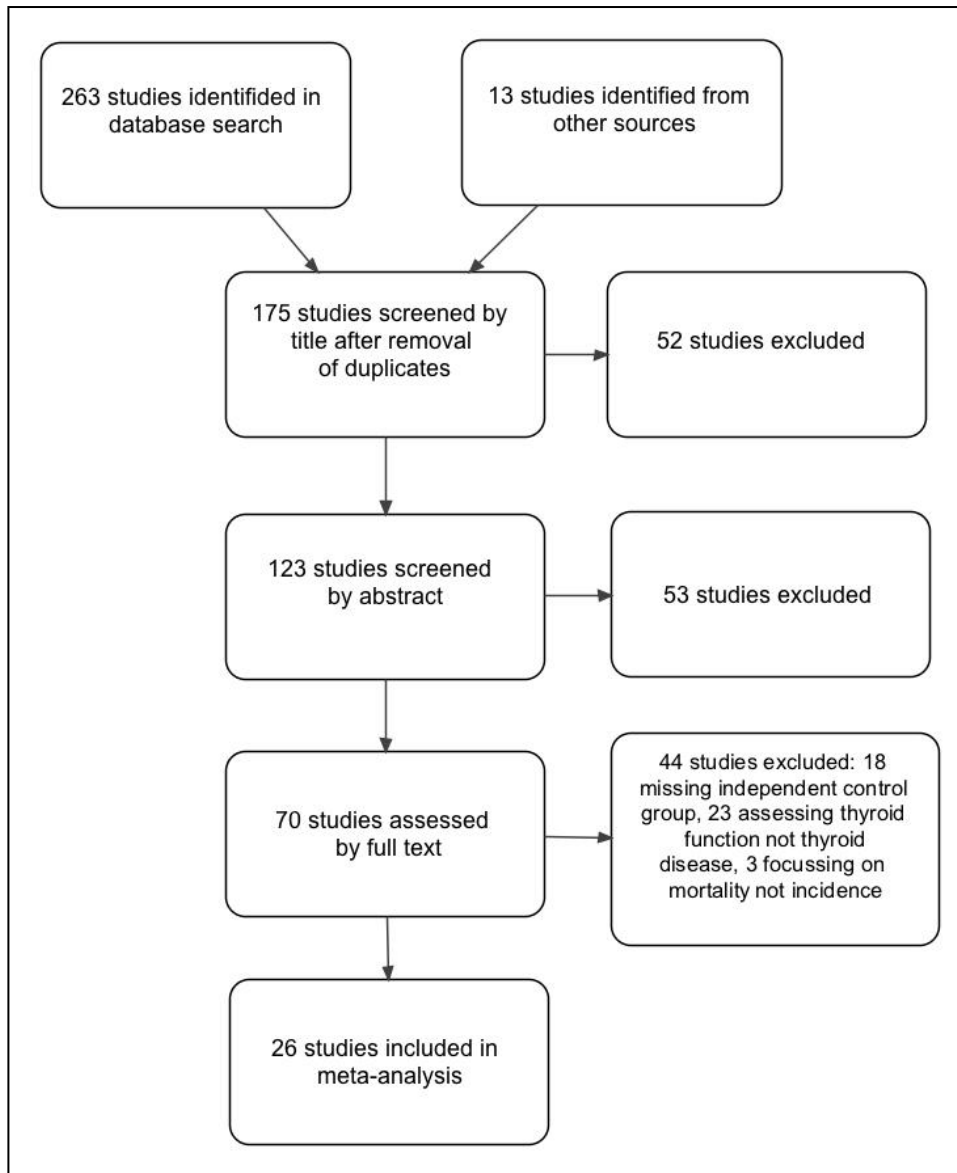 263 studies identifided in
database search
13 studies identified from
other sources
175 studies screened by
title after removal
of duplicates
52 studies excluded
123 studies screened
by abstract
53 studies excluded
70 studies assessed
by full text
44 studies excluded: 18
missing independent control
group, 23 assessing thyroid
function not thyroid
disease, 3 focussing on
mortality not incidence
26 studies included in
meta-analysis